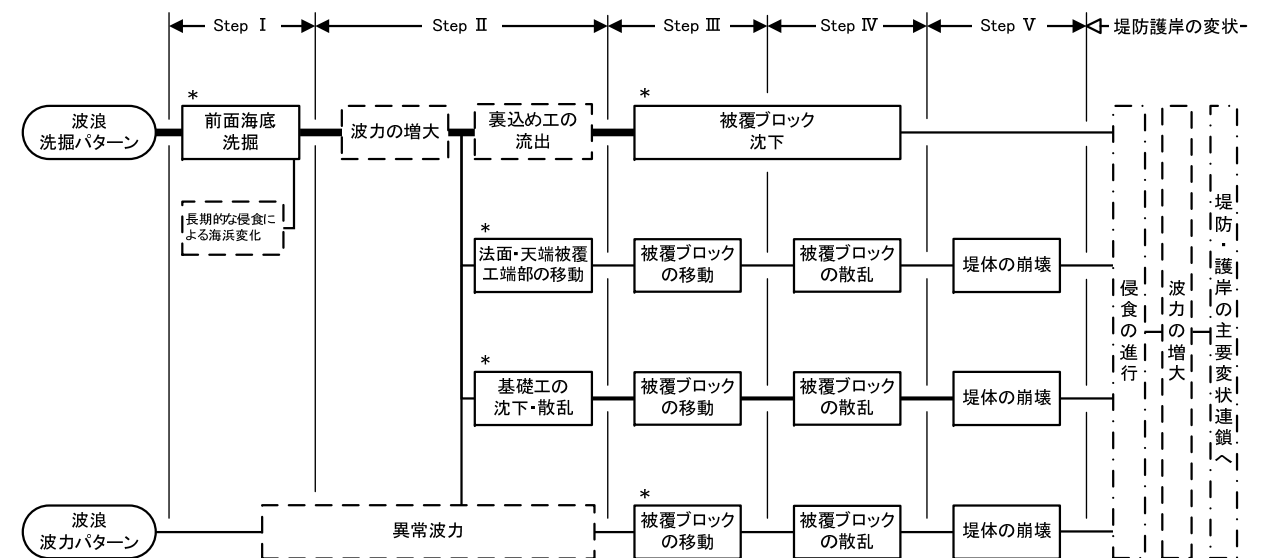 Step Ⅰ
Step Ⅱ
Step Ⅲ
Step Ⅳ
Step Ⅴ
堤防護岸の変状
波浪
洗掘パターン
*
前面海底
洗掘
波力の増大
裏込め工の
流出
*
被覆ブロック
沈下
長期的な侵食に
よる海浜変化
*
法面・天端被覆
工端部の移動
被覆ブロック
の移動
被覆ブロック
の散乱
堤体の崩壊
*
基礎工の
沈下・散乱
被覆ブロック
の移動
被覆ブロック
の散乱
堤体の崩壊
波浪
波力パターン
異常波力
*
被覆ブロック
の移動
被覆ブロック
の散乱
堤体の崩壊
侵食の進行
波力の増大
堤防・護岸の主要変状連鎖へ